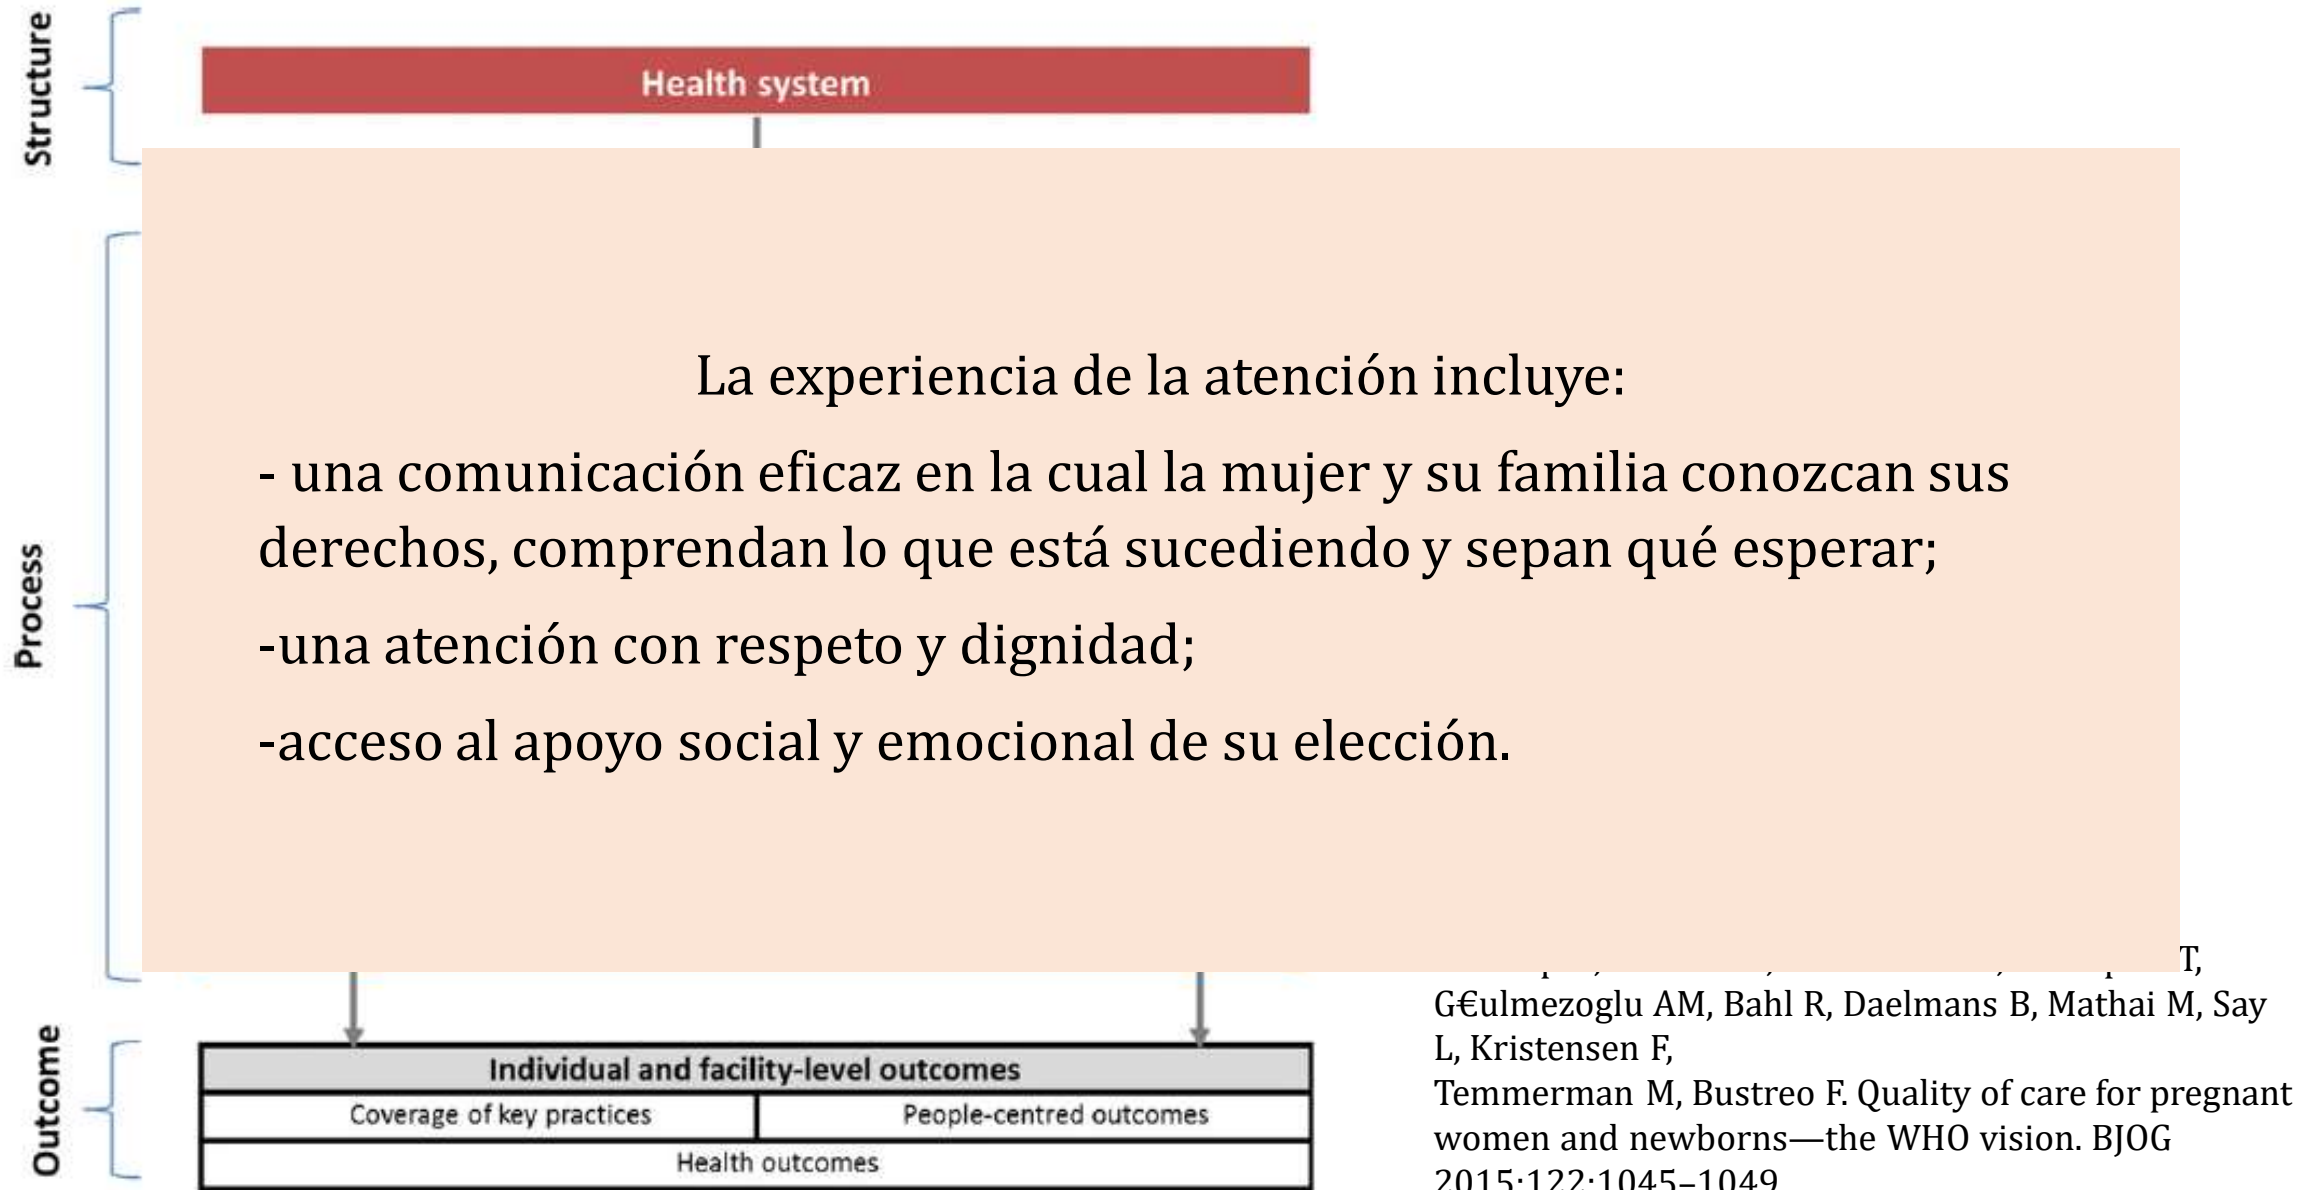 Structure
Health system
La experiencia de la atención incluye:
- una comunicación eficaz en la cual la mujer y su familia conozcan sus
derechos, comprendan lo que está sucediendo y sepan qué esperar;
-una atención con respeto y dignidad;
-acceso al apoyo social y emocional de su elección.
Process
T,
G€ulmezoglu AM, Bahl R, Daelmans B, Mathai M, Say
L, Kristensen F,
Temmerman M, Bustreo F. Quality of care for pregnant
women and newborns—the WHO vision. BJOG
2015;122:1045–1049
Outcome
Individual and facility-level outcomes
Coverage of key practices
People-centred outcomes
Health outcomes